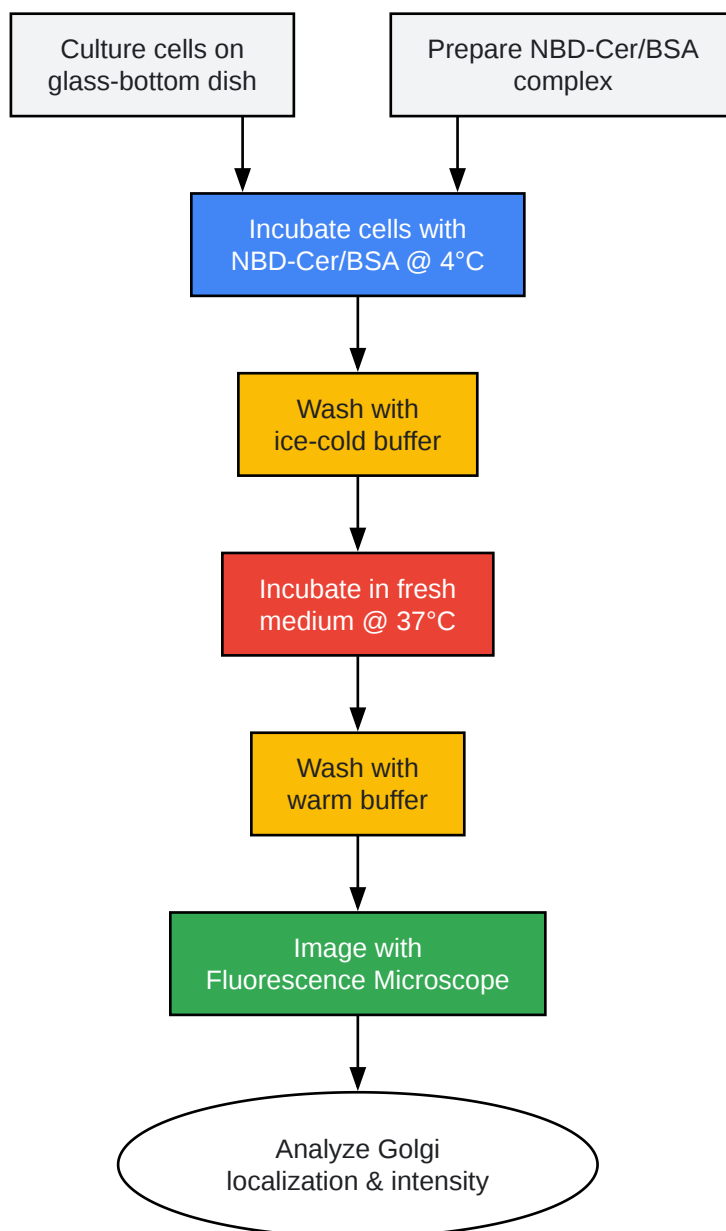 Culture cells on
glass-bottom dish
Prepare NBD-Cer/BSA
complex
Incubate cells with
NBD-Cer/BSA @ 4°C
Wash with
ice-cold buffer
Incubate in fresh
medium @ 37°C
Wash with
warm buffer
Image with
Fluorescence Microscope
Analyze Golgi
localization & intensity